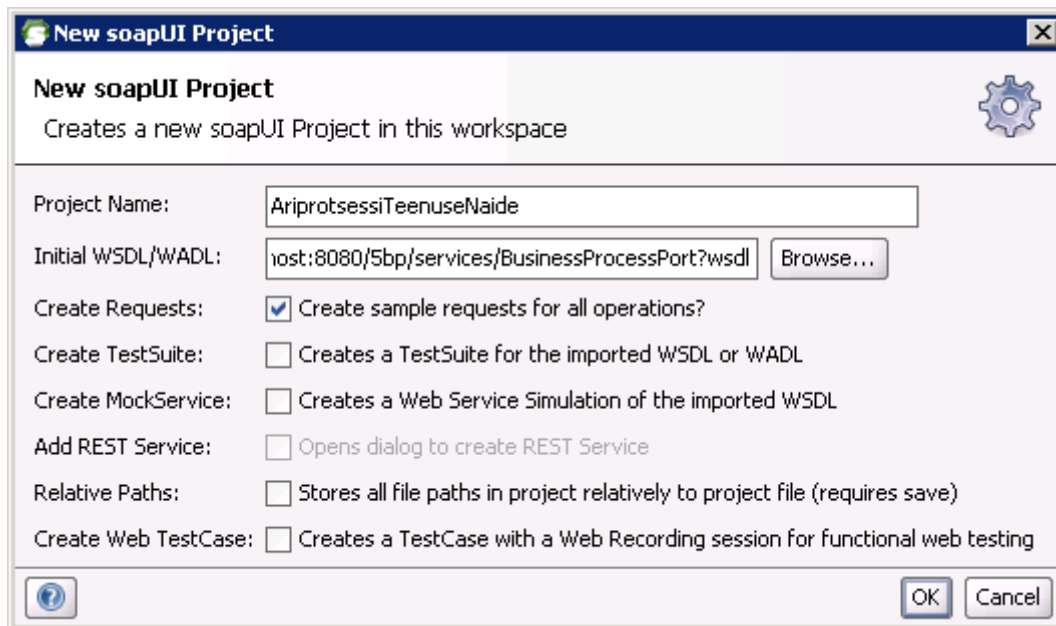 New soapUI Project
New soapUI Project
Creates a new soapUI Project in this workspace
Project Name: AriprotsessiTeenuseNaide
Initial WSDL/WADL: host:8080/5bp/services/BusinessProcessPort?wsdl Browse...
Create Requests: Create sample requests for all operations?
Create TestSuite: Creates a TestSuite for the imported WSDL or WADL
Create MockService: Creates a Web Service Simulation of the imported WSDL
Add REST Service: Opens dialog to create REST Service
Relative Paths: Stores all file paths in project relatively to project file (requires save)
Create Web TestCase: Creates a TestCase with a Web Recording session for functional web testing
OK Cancel